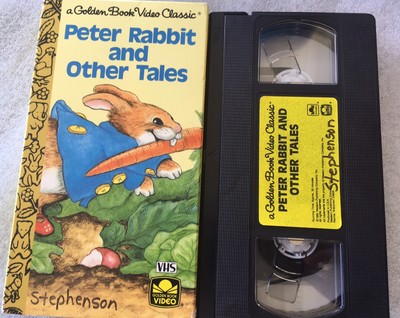 a Golden Book Video Classic®
Peter Rabbit
and
Other Tales
VHS
GOLDEN BOOK
VIDEO
Stephenson
a Golden Book Video Classic™
PETER RABBIT AND
OTHER TALES
Stephenson